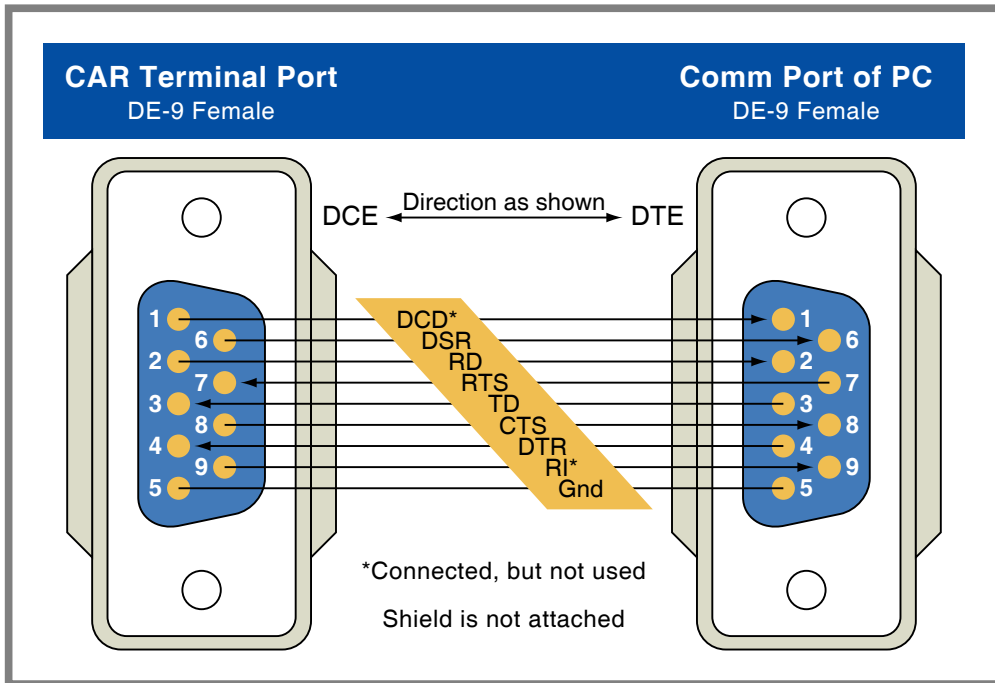 CAR Terminal Port
DE-9 Female
Comm Port of PC
DE-9 Female
DCE
Direction as shown
DTE
1
6
2
7
3
8
4
9
5
DCD*
DSR
RD
RTS
TD
CTS
DTR
RI*
Gnd
1
6
2
7
3
8
4
9
5
*Connected, but not used
Shield is not attached